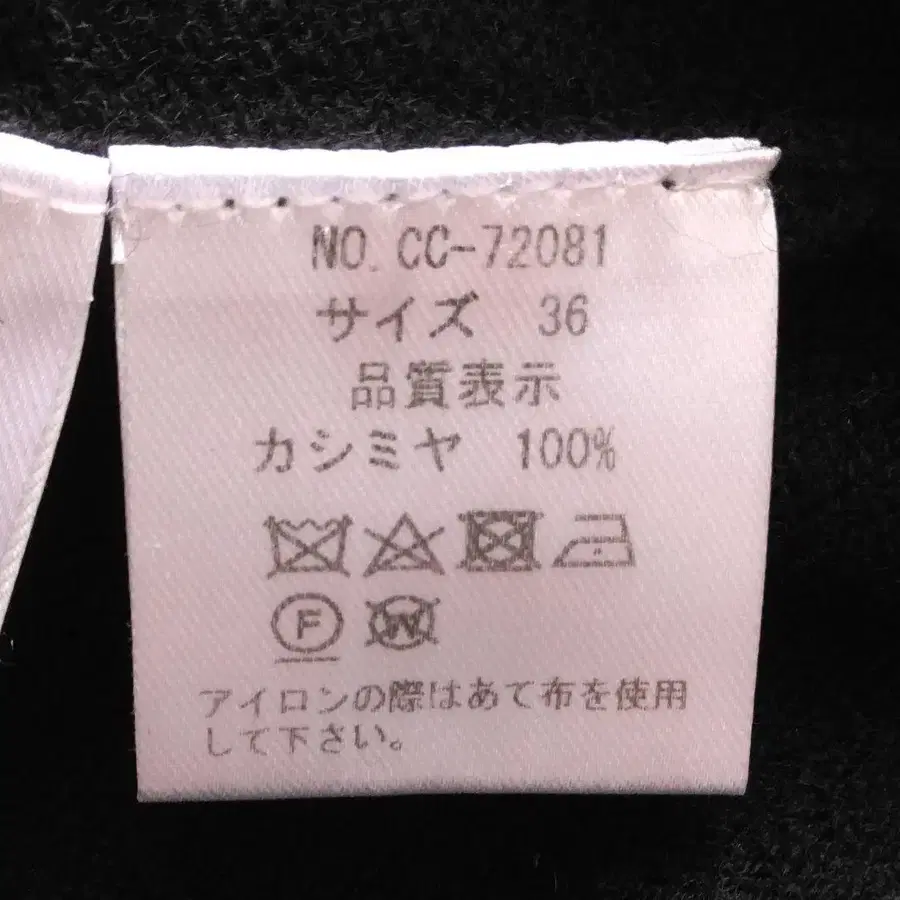 NO. CC-72081
サイズ 36
品質表示
カシミヤ 100%
F
W
アイロンの際はあて布を使用
して下さい。